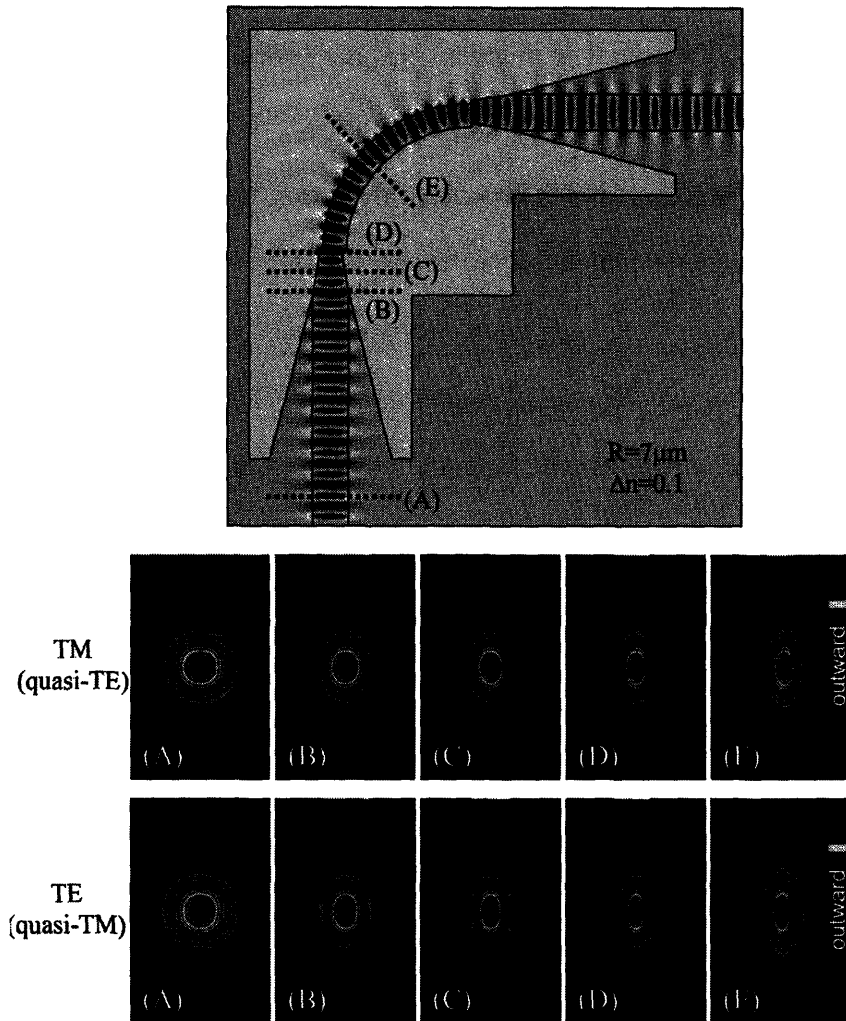 (E)
(D)
(C)
(B)
R=7μm
Δn=0.1
(A)
TM
(quasi-TE)
(A)
(B)
(C)
(D)
outward
TE
(quasi-TM)
(A)
(B)
(C)
(D)
outward